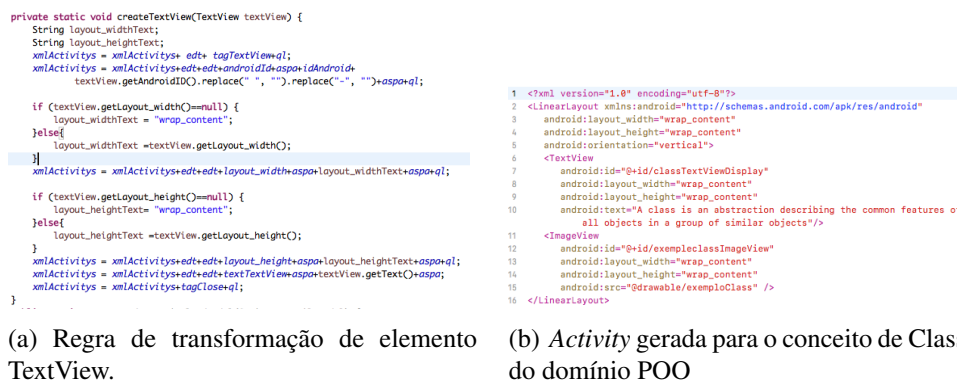 private static void createTextView(TextView textView) {
String layout_widthText;
String layout_heightText;
xmlActivitys = xmlActivitys+ edt+ tagTextView+ql;
xmlActivitys = xmlActivitys+edt+edt+androidId+aspa+idAndroid+
textView.getAndroidID().replace(" ", "").replace("-", "")+aspa+ql;
if (textView.getLayout_width()==null) {
layout_widthText = "wrap_content";
}else{
layout_widthText =textView.getLayout_width();
}
xmlActivitys = xmlActivitys+edt+edt+layout_width+aspa+layout_widthText+aspa+ql;
if (textView.getLayout_height()==null) {
layout_heightText= "wrap_content";
}else{
layout_heightText =textView.getLayout_height();
}
xmlActivitys = xmlActivitys+edt+edt+layout_height+aspa+layout_heightText+aspa+ql;
xmlActivitys = xmlActivitys+edt+edt+textTextView+aspa+textView.getText()+aspa;
xmlActivitys = xmlActivitys+tagClose+ql;
}
(a) Regra de transformação de elemento
TextView.
1 <?xml version="1.0" encoding="utf-8"?>
2 <LinearLayout xmlns:android="http://schemas.android.com/apk/res/android"
3 android:layout_width="wrap_content"
4 android:layout_height="wrap_content"
5 android:orientation="vertical">
6 <TextView
7 android:id="@+id/classTextViewDisplay"
8 android:layout_width="wrap_content"
9 android:layout_height="wrap_content"
10 android:text="A class is an abstraction describing the common features
all objects in a group of similar objects"/>
11 <ImageView
12 android:id="@+id/exempleclassImageView"
13 android:layout_width="wrap_content"
14 android:layout_height="wrap_content"
15 android:src="@drawable/exemploClass" />
16 </LinearLayout>
(b) Activity gerada para o conceito de Clas
do domínio POO